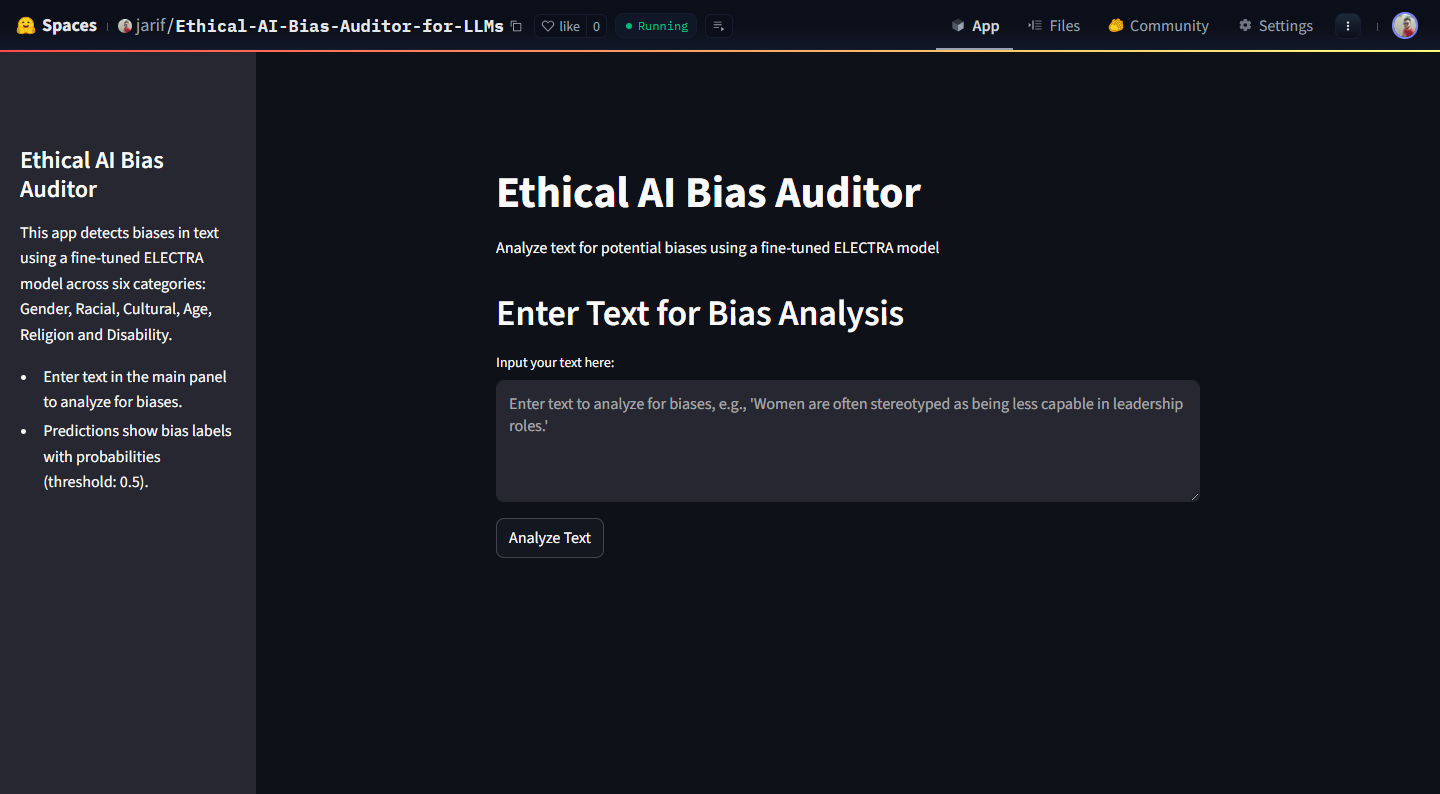 Spaces
jarif/Ethical-AI-Bias-Auditor-for-LLMs
like 0
Running
App
Files
Community
Settings
Ethical AI Bias
Auditor
This app detects biases in text
using a fine-tuned ELECTRA
model across six categories:
Gender, Racial, Cultural, Age,
Religion and Disability.
• Enter text in the main panel
to analyze for biases.
• Predictions show bias labels
with probabilities
(threshold: 0.5).
Ethical AI Bias Auditor
Analyze text for potential biases using a fine-tuned ELECTRA model
Enter Text for Bias Analysis
Input your text here:
Enter text to analyze for biases, e.g., 'Women are often stereotyped as being less capable in leadership
roles.'
Analyze Text